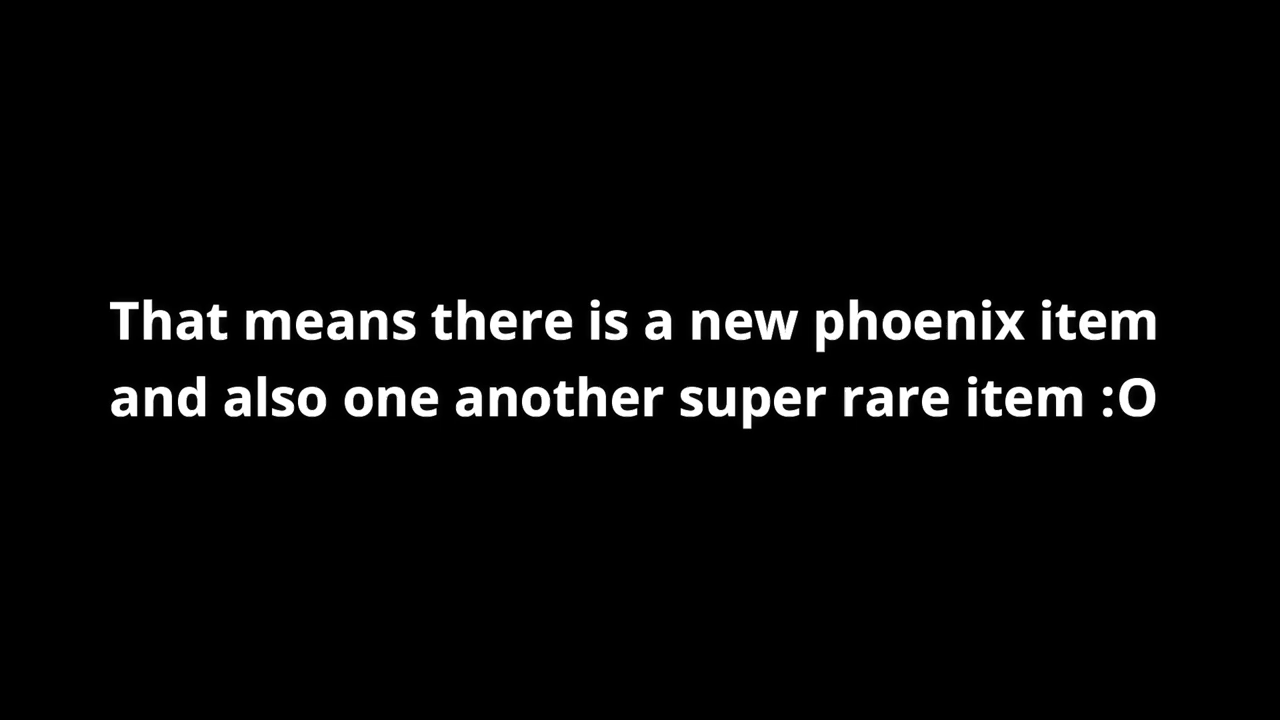 That means there is a new phoenix item
and also one another super rare item :O